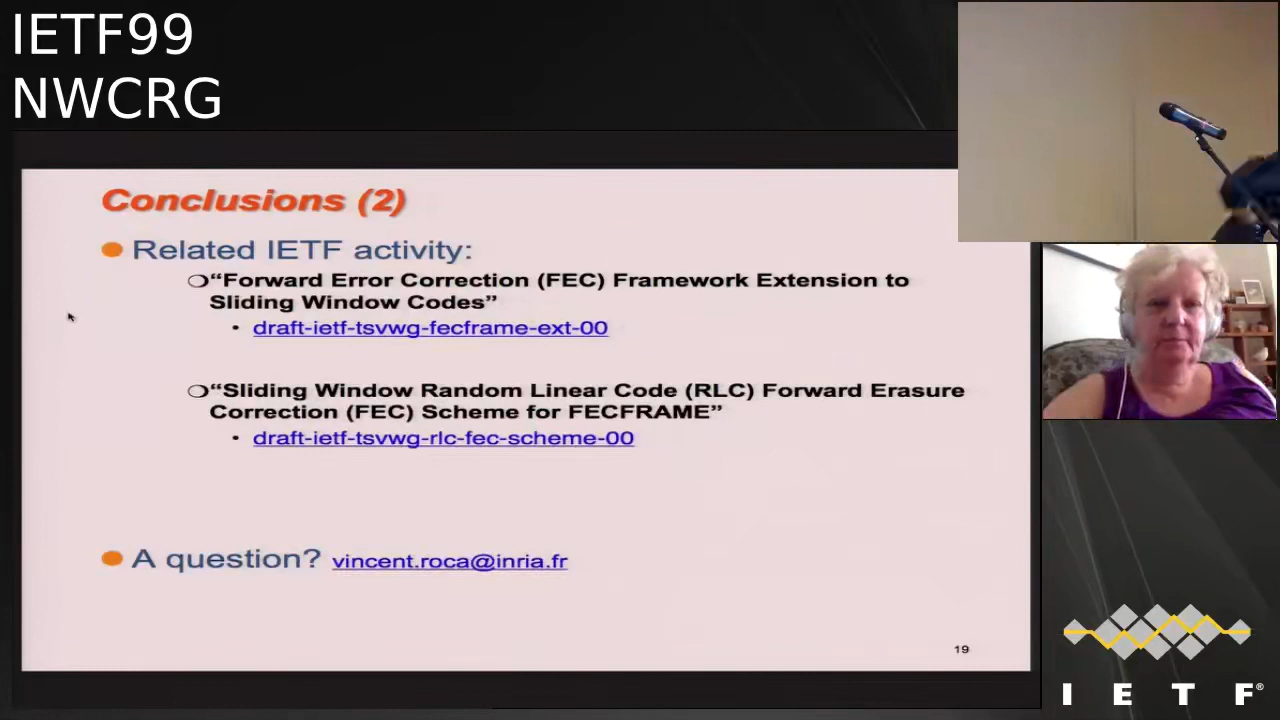 IETF99
NWCRG
Conclusions (2)
Related IETF activity:
“Forward Error Correction (FEC) Framework Extension to
Sliding Window Codes”
• draft-ietf-tsvwg-fecframe-ext-00
“Sliding Window Random Linear Code (RLC) Forward Erasure
Correction (FEC) Scheme for FECFRAME”
• draft-ietf-tsvwg-rlc-fec-scheme-00
A question? vincent.roca@inria.fr
19
I E T F®